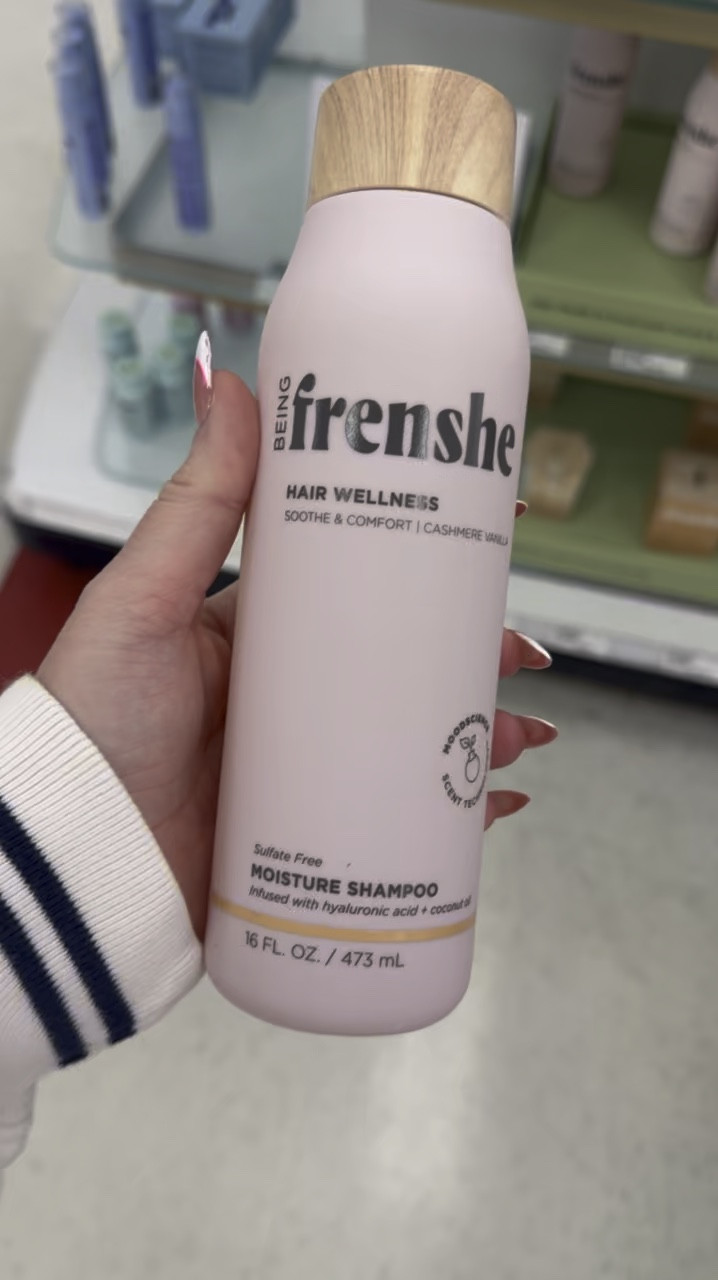 BEING
frenshe
HAIR WELLNESS
SOOTHE & COMFORT | CASHMERE VANILLA
MOODSCIENCE
SCENT
Sulfate Free
MOISTURE SHAMPOO
Infused with hyaluronic acid + coconut oil
16 FL. OZ. / 473 mL
frenshe